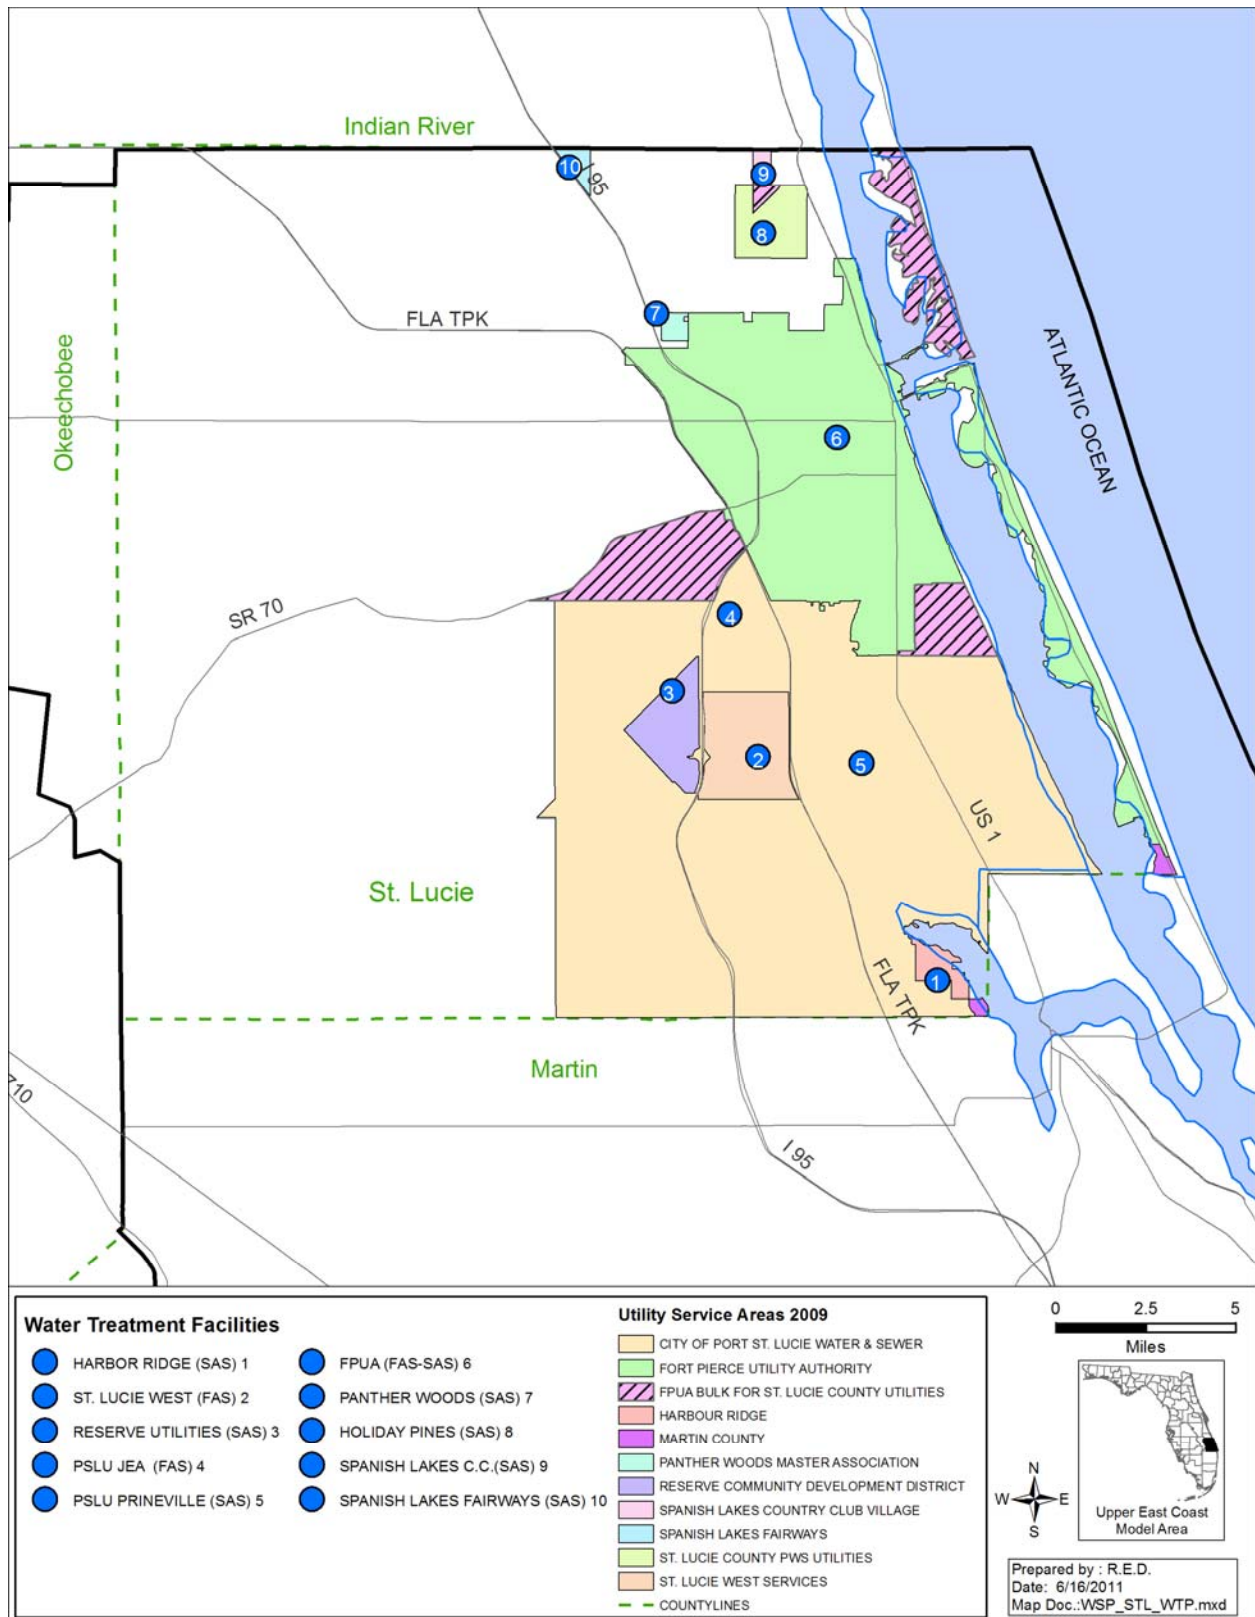 Indian River
10
I 95
9
8
7
FLA TPK
Okeechobee
ATLANTIC OCEAN
6
SR 70
4
3
2
5
US 1
St. Lucie
1
FLA TPK
Martin
710
I 95
Water Treatment Facilities
HARBOR RIDGE (SAS) 1
ST. LUCIE WEST (FAS) 2
RESERVE UTILITIES (SAS) 3
PSLU JEA (FAS) 4
PSLU PRINEVILLE (SAS) 5
FPUA (FAS-SAS) 6
PANTHER WOODS (SAS) 7
HOLIDAY PINES (SAS) 8
SPANISH LAKES C.C.(SAS) 9
SPANISH LAKES FAIRWAYS (SAS) 10
Utility Service Areas 2009
CITY OF PORT ST. LUCIE WATER & SEWER
FORT PIERCE UTILITY AUTHORITY
FPUA BULK FOR ST. LUCIE COUNTY UTILITIES
HARBOUR RIDGE
MARTIN COUNTY
PANTHER WOODS MASTER ASSOCIATION
RESERVE COMMUNITY DEVELOPMENT DISTRICT
SPANISH LAKES COUNTRY CLUB VILLAGE
SPANISH LAKES FAIRWAYS
ST. LUCIE COUNTY PWS UTILITIES
ST. LUCIE WEST SERVICES
COUNTYLINES
0 2.5 5
Miles
N
W E
S
Upper East Coast
Model Area
Prepared by : R.E.D.
Date: 6/16/2011
Map Doc.:WSP_STL_WTP.mxd